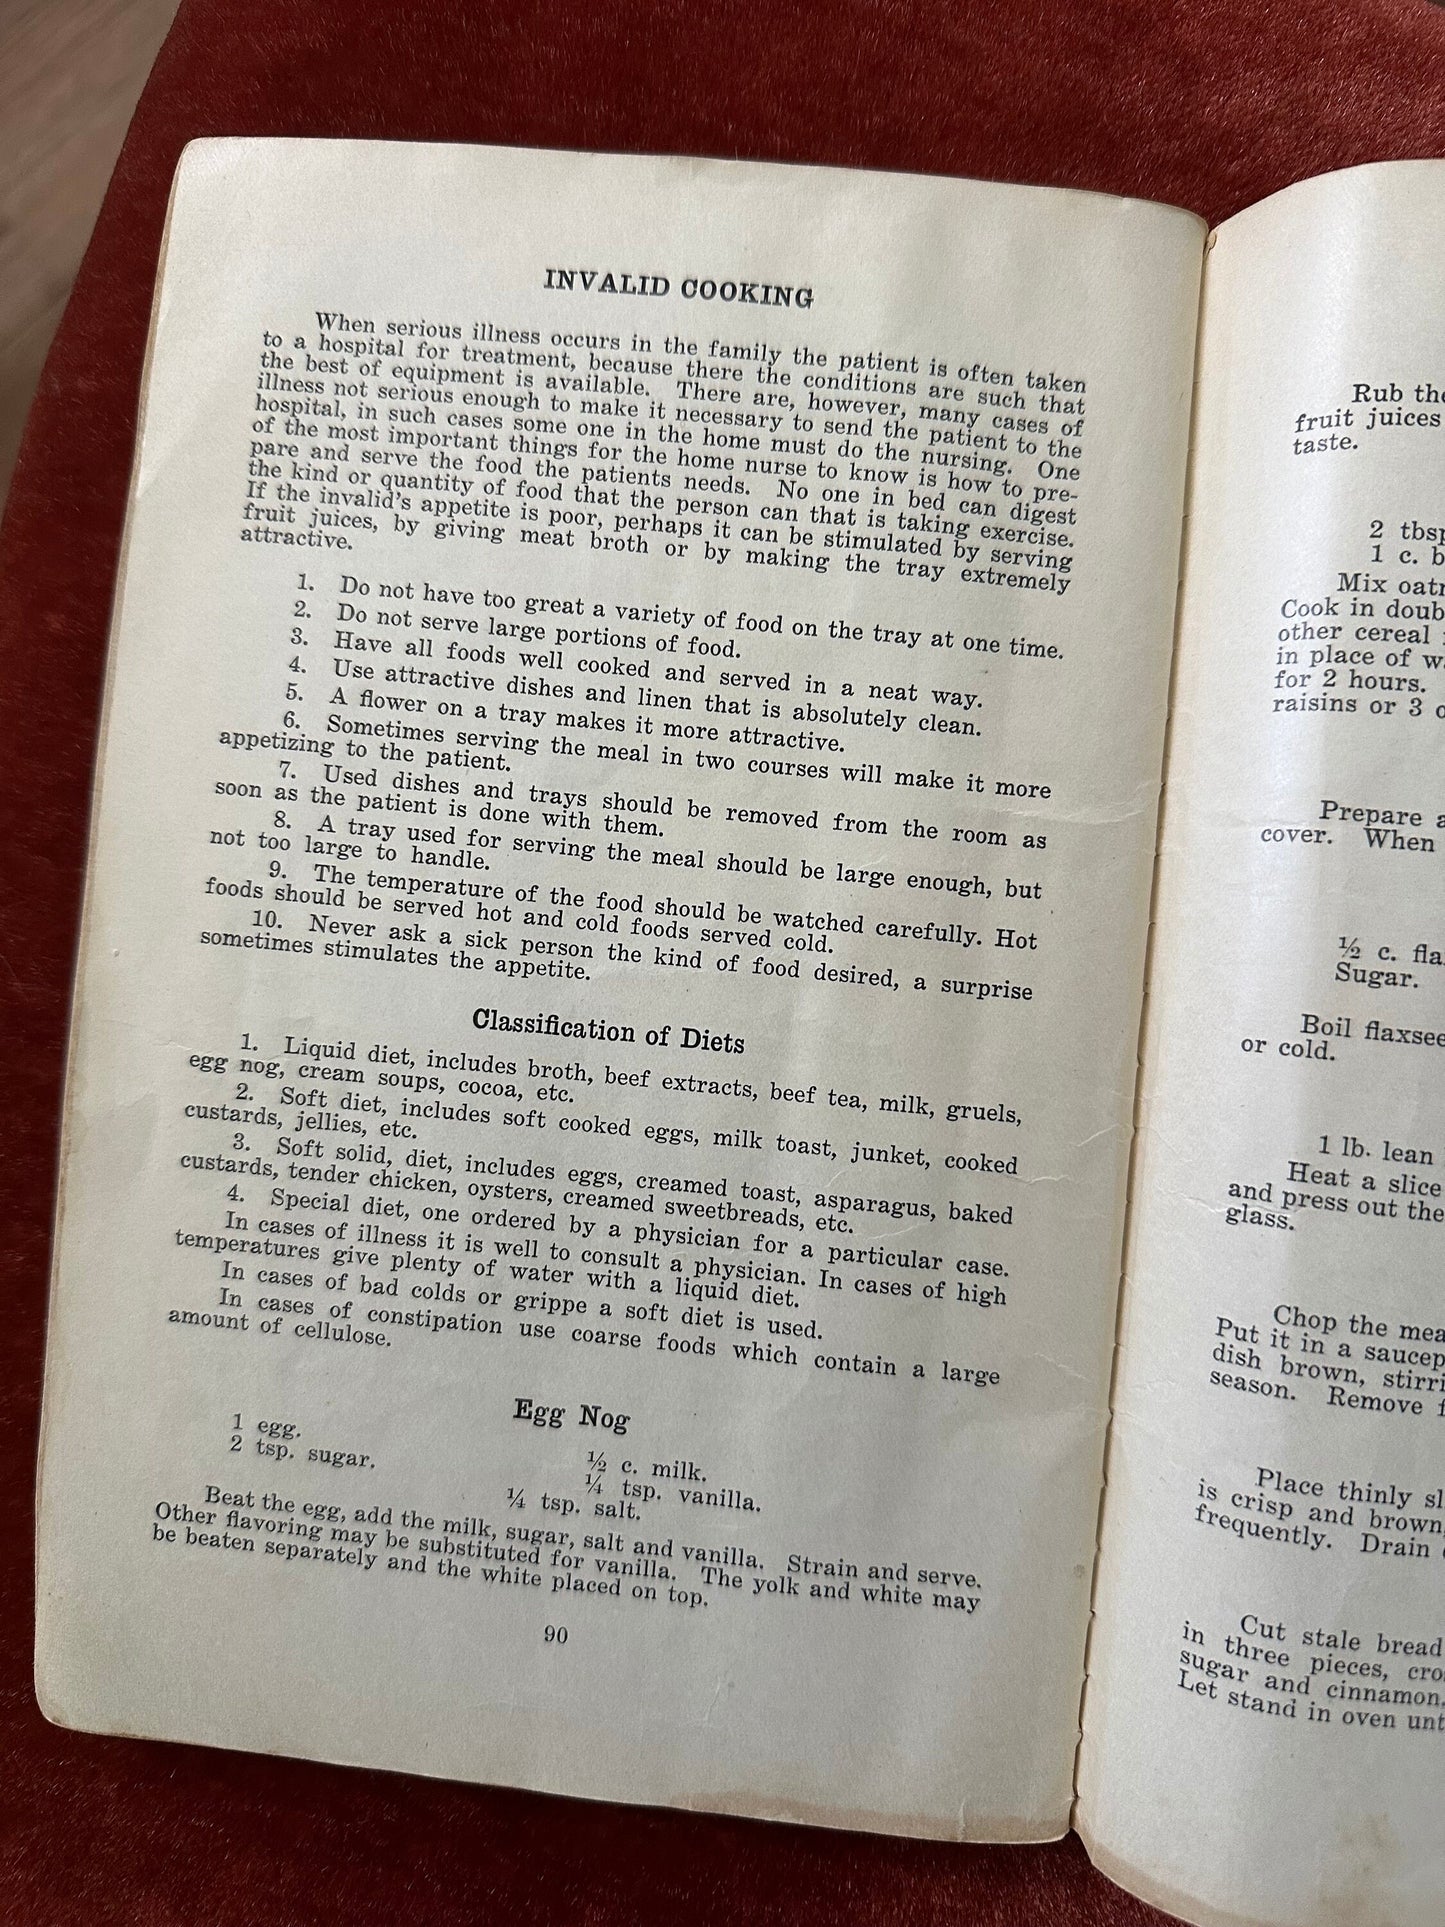 INVALID COOKING
When serious illness occurs in the family the patient is often taken
to a hospital for treatment, because there the conditions are such that
the best of equipment is available. There are, however, many cases of
illness not serious enough to make it necessary to send the patient to the
hospital, in such cases some one in the home must do the nursing. One
of the most important things for the home nurse to know is how to pre-
pare and serve the food the patients needs. No one in bed can digest
the kind or quantity of food that the person can that is taking exercise.
If the invalid's appetite is poor, perhaps it can be stimulated by serving
fruit juices, by giving meat broth or by making the tray extremely
attractive.
1. Do not have too great a variety of food on the tray at one time.
2. Do not serve large portions of food.
3. Have all foods well cooked and served in a neat way.
4. Use attractive dishes and linen that is absolutely clean.
5. A flower on a tray makes it more attractive.
6. Sometimes serving the meal in two courses will make it more
appetizing to the patient.
7. Used dishes and trays should be removed from the room as
soon as the patient is done with them.
8. A tray used for serving the meal should be large enough, but
not too large to handle.
9. The temperature of the food should be watched carefully. Hot
foods should be served hot and cold foods served cold.
10. Never ask a sick person the kind of food desired, a surprise
sometimes stimulates the appetite.
Classification of Diets
1. Liquid diet, includes broth, beef extracts, beef tea, milk, gruels,
egg nog, cream soups, cocoa, etc.
2. Soft diet, includes soft cooked eggs, milk toast, junket, cooked
custards, jellies, etc.
3. Soft solid, diet, includes eggs, creamed toast, asparagus, baked
custards, tender chicken, oysters, creamed sweetbreads, etc.
4. Special diet, one ordered by a physician for a particular case.
In cases of illness it is well to consult a physician. In cases of high
temperatures give plenty of water with a liquid diet.
In cases of bad colds or grippe a soft diet is used.
In cases of constipation use coarse foods which contain a large
amount of cellulose.
Egg Nog
1 egg.
2 tsp. sugar.
½ c. milk.
¼ tsp. vanilla.
¼ tsp. salt.
Beat the egg, add the milk, sugar, salt and vanilla. Strain and serve.
Other flavoring may be substituted for vanilla. The yolk and white may
be beaten separately and the white placed on top.
90
Rub
fruit juices
taste.
2
1 c.
Mix
Cook in
other cereal
in place of
for 2 hours.
raisins or 3
Prepare
cover. When
½ c.
Sugar.
Boil
or cold.
1 lb. lean
Heat a slice
and press out the
glass.
Chop the
Put it in a
dish brown,
season. Remove
Place thinly
is crisp and brown,
frequently. Drain
Cut stale bread
in three pieces,
sugar and cinnamon.
Let stand in oven